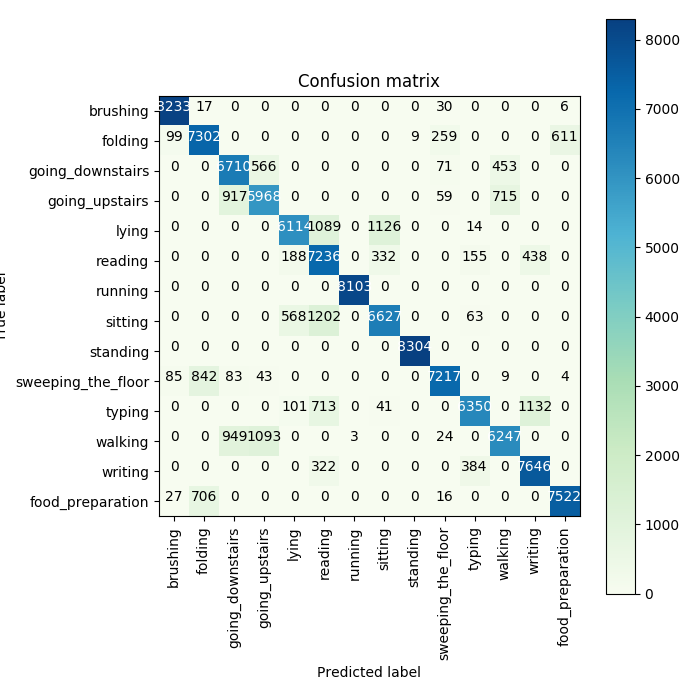 Confusion matrix
True label
brushing 8233 17 0 0 0 0 0 0 0 30 0 0 0 6
folding 99 7302 0 0 0 0 0 0 9 259 0 0 0 611
going_downstairs 0 0 6710 566 0 0 0 0 0 71 0 453 0 0
going_upstairs 0 0 917 5968 0 0 0 0 0 59 0 715 0 0
lying 0 0 0 0 6114 1089 0 1126 0 0 14 0 0 0
reading 0 0 0 0 188 7236 0 332 0 0 155 0 438 0
running 0 0 0 0 0 0 8103 0 0 0 0 0 0 0
sitting 0 0 0 0 568 1202 0 6627 0 0 63 0 0 0
standing 0 0 0 0 0 0 0 0 8304 0 0 0 0 0
sweeping_the_floor 85 842 83 43 0 0 0 0 0 7217 0 9 0 4
typing 0 0 0 0 101 713 0 41 0 0 6350 0 1132 0
walking 0 0 949 1093 0 0 3 0 0 24 0 6247 0 0
writing 0 0 0 0 0 322 0 0 0 0 384 0 7646 0
food_preparation 27 706 0 0 0 0 0 0 0 16 0 0 0 7522
brushing
folding
going_downstairs
going_upstairs
lying
reading
running
sitting
standing
sweeping_the_floor
typing
walking
writing
food_preparation
Predicted label
8000
7000
6000
5000
4000
3000
2000
1000
0